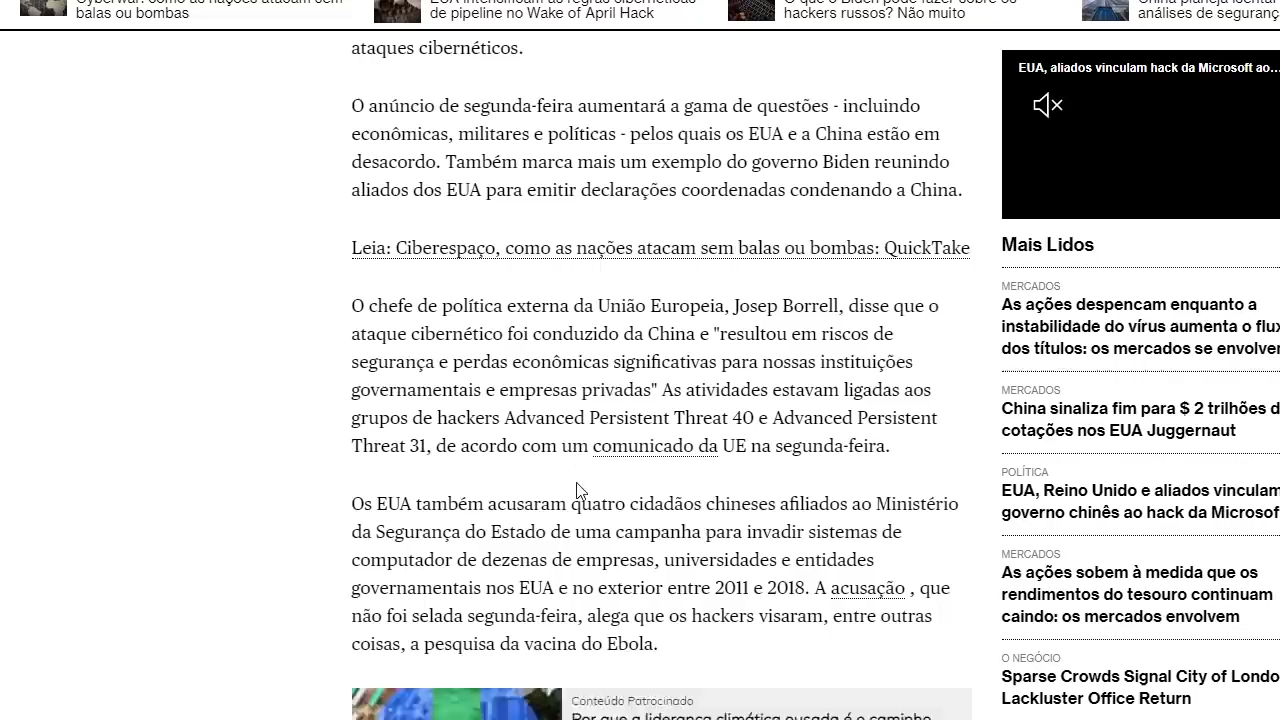 Cyberwar: como as nações atacam sem
balas ou bombas
EUA intensificam as regras cibernéticas
de pipeline no Wake of April Hack
O que o Biden pode fazer sobre os
hackers russos? Não muito
China planeja isentar
análises de seguranç
ataques cibernéticos.
O anúncio de segunda-feira aumentará a gama de questões - incluindo
econômicas, militares e políticas - pelos quais os EUA e a China estão em
desacordo. Também marca mais um exemplo do governo Biden reunindo
aliados dos EUA para emitir declarações coordenadas condenando a China.
Leia: Ciberespaço, como as nações atacam sem balas ou bombas: QuickTake
O chefe de política externa da União Europeia, Josep Borrell, disse que o
ataque cibernético foi conduzido da China e "resultou em riscos de
segurança e perdas econômicas significativas para nossas instituições
governamentais e empresas privadas" As atividades estavam ligadas aos
grupos de hackers Advanced Persistent Threat 40 e Advanced Persistent
Threat 31, de acordo com um comunicado da UE na segunda-feira.
Os EUA também acusaram quatro cidadãos chineses afiliados ao Ministério
da Segurança do Estado de uma campanha para invadir sistemas de
computador de dezenas de empresas, universidades e entidades
governamentais nos EUA e no exterior entre 2011 e 2018. A acusação , que
não foi selada segunda-feira, alega que os hackers visaram, entre outras
coisas, a pesquisa da vacina do Ebola.
Conteúdo Patrocinado
Por que a liderança climática ousada é o caminho
EUA, aliados vinculam hack da Microsoft ao...
Mais Lidos
MERCADOS
As ações despencam enquanto a
instabilidade do vírus aumenta o flux
dos títulos: os mercados se envolver
MERCADOS
China sinaliza fim para $ 2 trilhões d
cotações nos EUA Juggernaut
POLÍTICA
EUA, Reino Unido e aliados vinculam
governo chinês ao hack da Microsof
MERCADOS
As ações sobem à medida que os
rendimentos do tesouro continuam
caindo: os mercados envolvem
O NEGÓCIO
Sparse Crowds Signal City of Londo
Lackluster Office Return